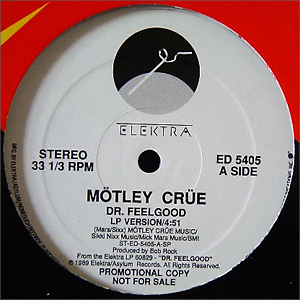 ELEKTRA
STEREO
33 1/3 RPM
ED 5405
A SIDE
MÖTLEY CRÜE
DR. FEELGOOD
LP VERSION/4:51
(Mars/Sixx) MÖTLEY CRÜE MUSIC/
Sikki Nixx Music/Mick Mars Music/BMI
ST-ED-5405-A-SP
Produced by Bob Rock
From the Elektra LP 60829 - "DR. FEELGOOD"
1989 Elektra/Asylum Records. All Rights Reserved.
PROMOTIONAL COPY
NOT FOR SALE